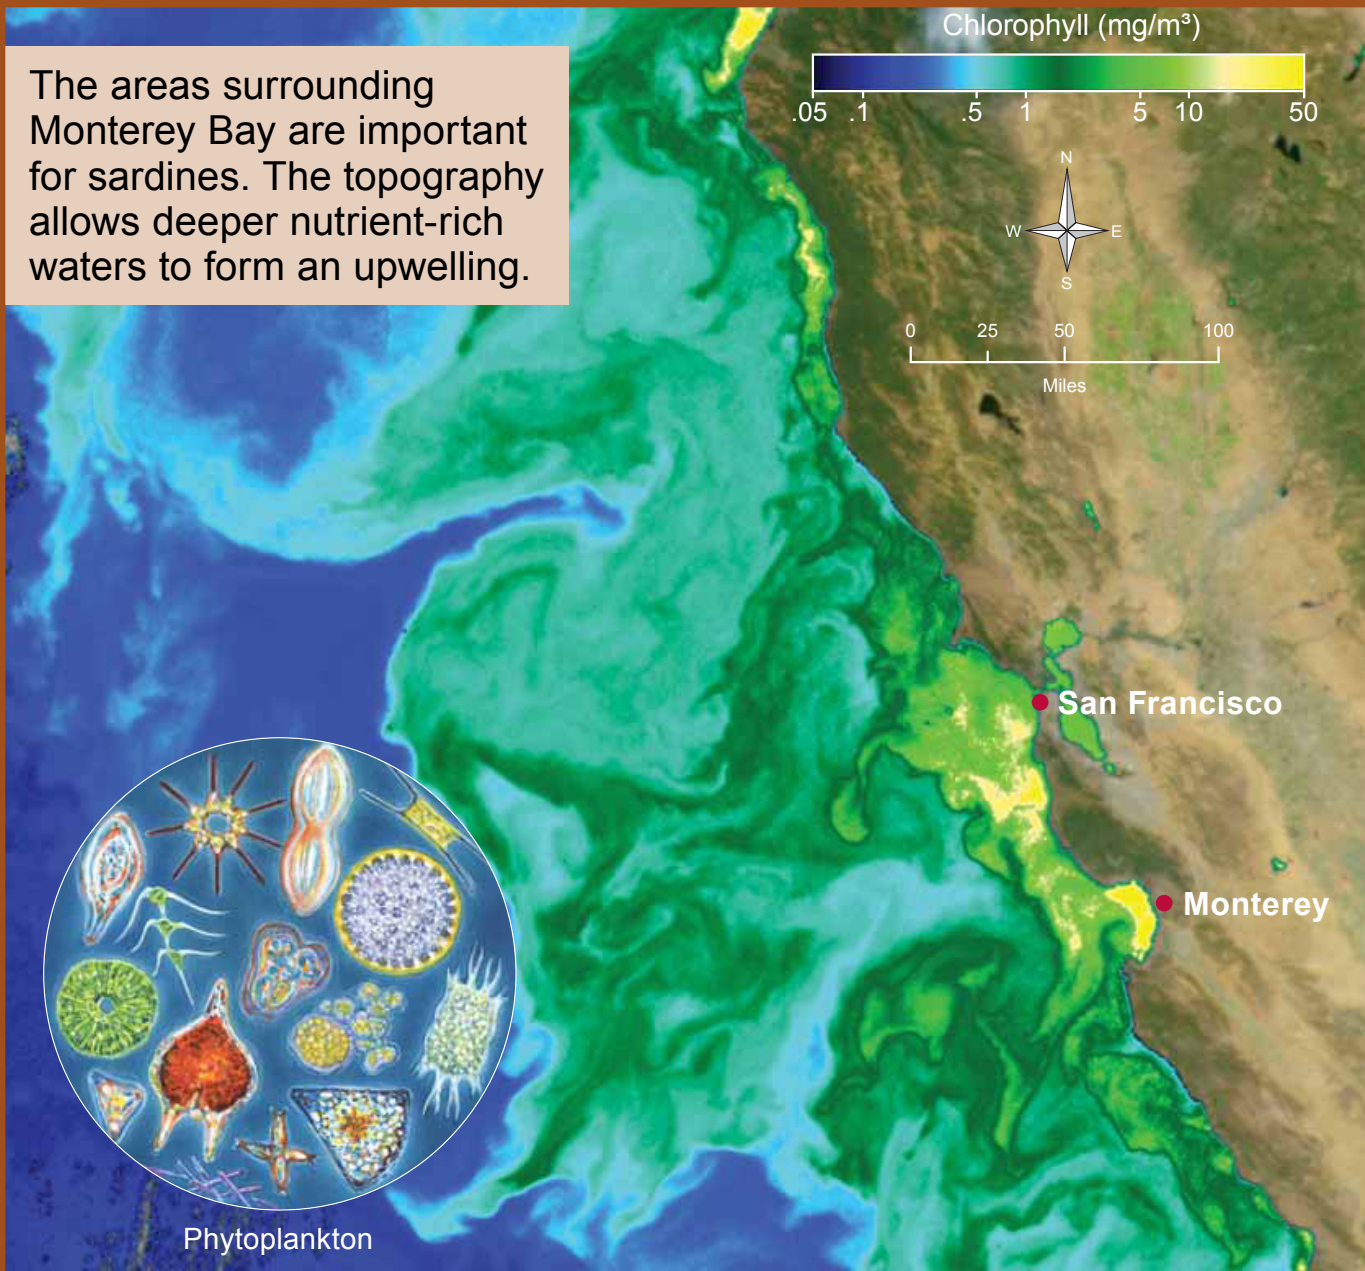 The areas surrounding
Monterey Bay are important
for sardines. The topography
allows deeper nutrient-rich
waters to form an upwelling.
Chlorophyll (mg/m³)
.05 .1 .5 1 5 10 50
N
W E
S
0 25 50 100
Miles
San Francisco
Monterey
Phytoplankton